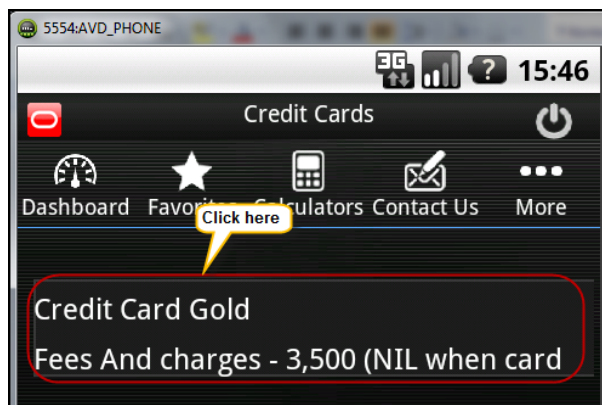 5554:AVD_PHONE
3G ? 15:46
Credit Cards
Dashboard Favorites Calculators Contact Us More
Click here
Credit Card Gold
Fees And charges - 3,500 (NIL when card